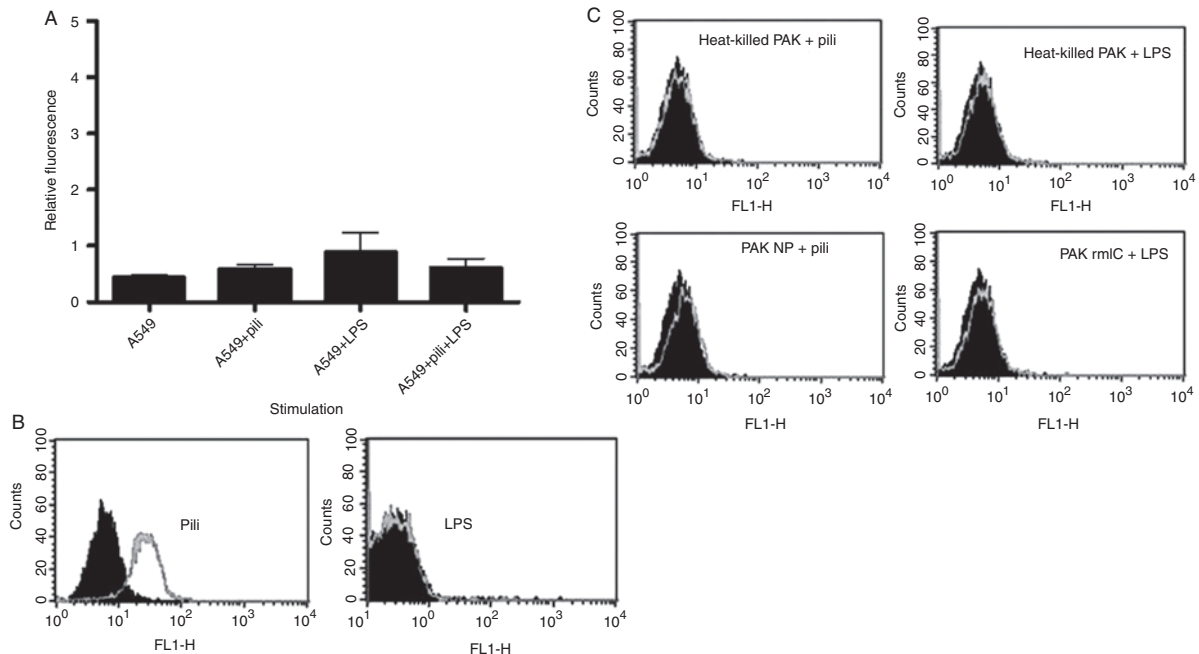 A
Relative fluorescence
5
4
3
2
1
0
A549
A549+pili
A549+LPS
A549+pili+LPS
Stimulation
B
Counts
100
80
60
40
20
0
Pili
10^0 10^1 10^2 10^3 10^4
FL1-H
Counts
100
80
60
40
20
0
LPS
10^1 10^0 10^2 10^3 10^4
FL1-H
C
Counts
100
80
60
40
20
0
Heat-killed PAK + pili
10^0 10^1 10^2 10^3 10^4
FL1-H
Counts
100
80
60
40
20
0
Heat-killed PAK + LPS
10^0 10^1 10^2 10^3 10^4
FL1-H
Counts
100
80
60
40
20
0
PAK NP + pili
10^0 10^1 10^2 10^3 10^4
FL1-H
Counts
100
80
60
40
20
0
PAK rmlC + LPS
10^0 10^1 10^2 10^3 10^4
FL1-H